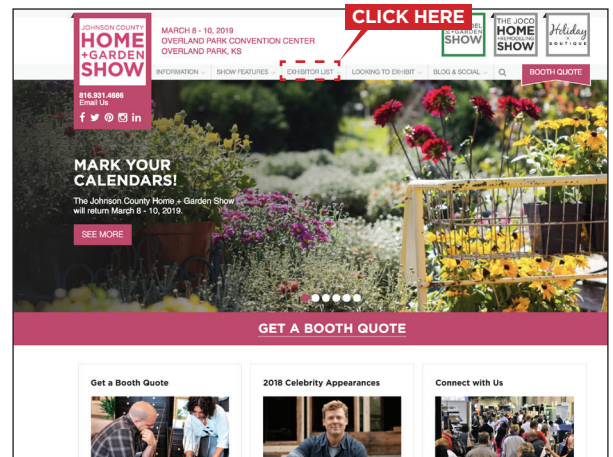 JOHNSON COUNTY
HOME
+GARDEN
SHOW
MARCH 8 - 10, 2019
OVERLAND PARK CONVENTION CENTER
OVERLAND PARK, KS
CLICK HERE
+GARDEN
SHOW
THE JOCO
HOME
+REMODELING
SHOW
Holiday
BOUTIQUE
INFORMATION
SHOW FEATURES
EXHIBITOR LIST
LOOKING TO EXHIBIT
BLOG & SOCIAL
BOOTH QUOTE
816.931.4686
Email Us
MARK YOUR
CALENDARS!
The Johnson County Home + Garden Show
will return March 8 - 10, 2019.
SEE MORE
GET A BOOTH QUOTE
Get a Booth Quote
2018 Celebrity Appearances
Connect with Us